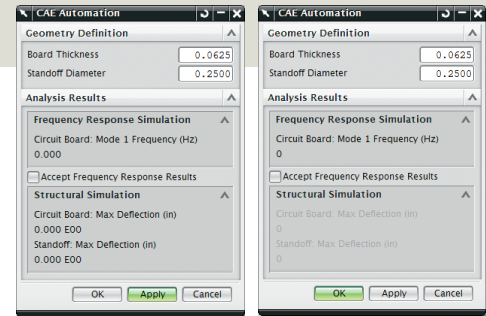 CAE Automation
Geometry Definition
Board Thickness 0.0625
Standoff Diameter 0.2500
Analysis Results
Frequency Response Simulation
Circuit Board: Mode 1 Frequency (Hz)
0.000
Accept Frequency Response Results
Structural Simulation
Circuit Board: Max Deflection (in)
0.000 E00
Standoff: Max Deflection (in)
0.000 E00
OK Apply Cancel
CAE Automation
Geometry Definition
Board Thickness 0.0625
Standoff Diameter 0.2500
Analysis Results
Frequency Response Simulation
Circuit Board: Mode 1 Frequency (Hz)
0
Accept Frequency Response Results
Structural Simulation
Circuit Board: Max Deflection (in)
0
Standoff: Max Deflection (in)
0
OK Apply Cancel